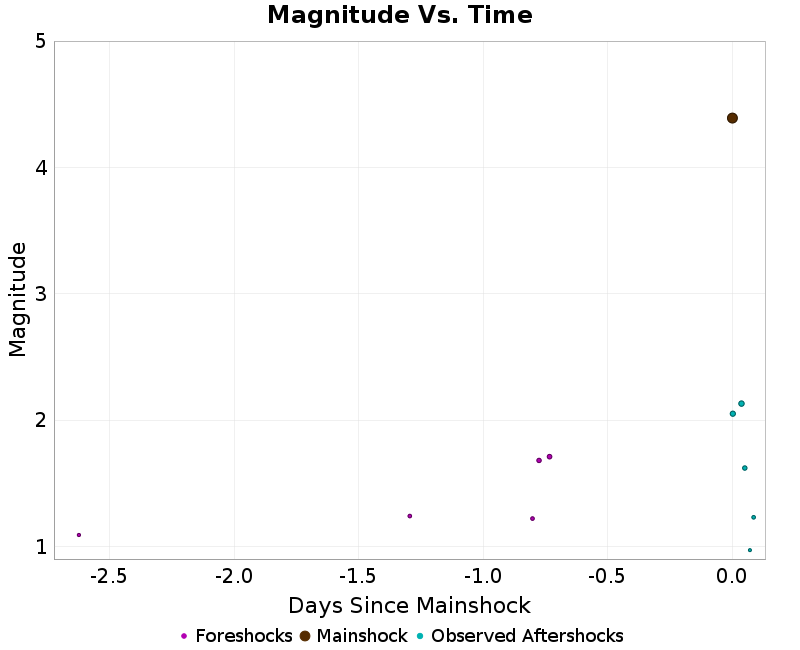 Magnitude Vs. Time
5
4
3
2
1
Magnitude
-2.5 -2.0 -1.5 -1.0 -0.5 0.0
Days Since Mainshock
Foreshocks Mainshock Observed Aftershocks